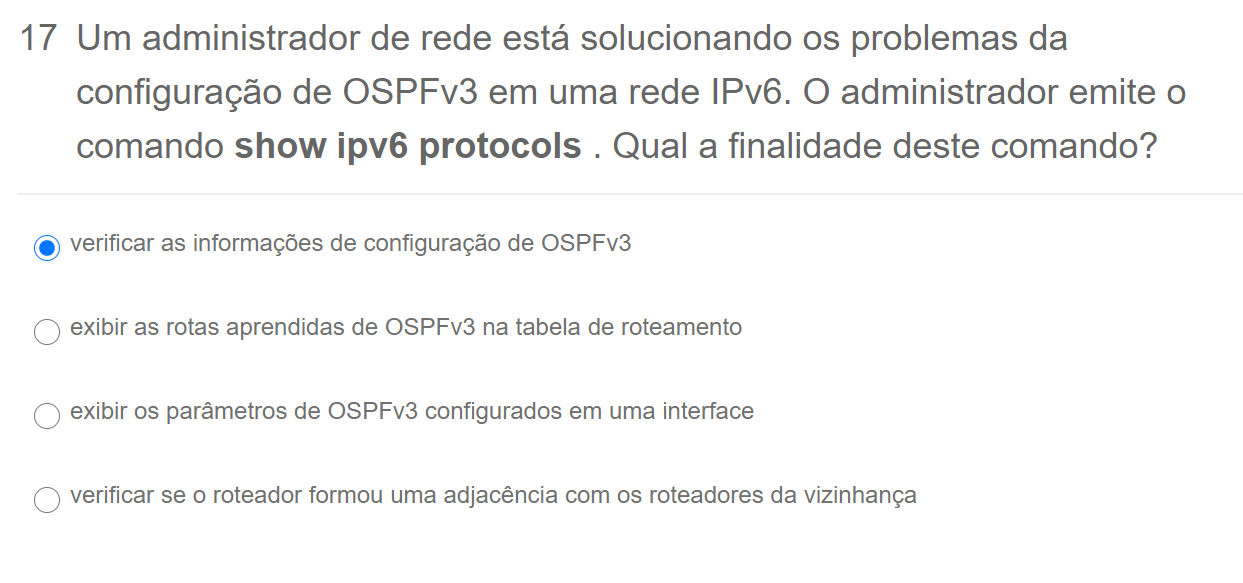 17 Um administrador de rede está solucionando os problemas da
configuração de OSPFv3 em uma rede IPv6. O administrador emite o
comando show ipv6 protocols . Qual a finalidade deste comando?
verificar as informações de configuração de OSPFv3
exibir as rotas aprendidas de OSPFv3 na tabela de roteamento
exibir os parâmetros de OSPFv3 configurados em uma interface
verificar se o roteador formou uma adjacência com os roteadores da vizinhança